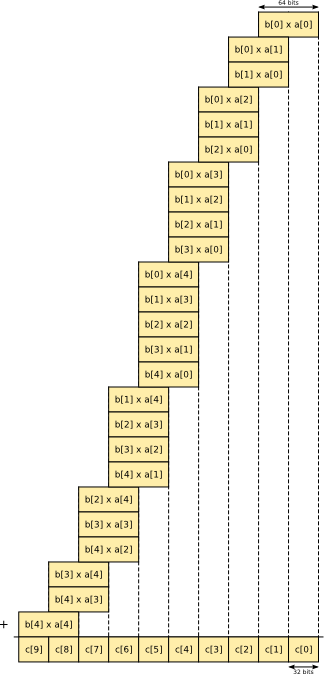 64 bits
b[0] x a[0]
b[0] x a[1]
b[1] x a[0]
b[0] x a[2]
b[1] x a[1]
b[2] x a[0]
b[0] x a[3]
b[1] x a[2]
b[2] x a[1]
b[3] x a[0]
b[0] x a[4]
b[1] x a[3]
b[2] x a[2]
b[3] x a[1]
b[4] x a[0]
b[1] x a[4]
b[2] x a[3]
b[3] x a[2]
b[4] x a[1]
b[2] x a[4]
b[3] x a[3]
b[4] x a[2]
b[3] x a[4]
b[4] x a[3]
+ b[4] x a[4]
c[9] c[8] c[7] c[6] c[5] c[4] c[3] c[2] c[1] c[0]
32 bits